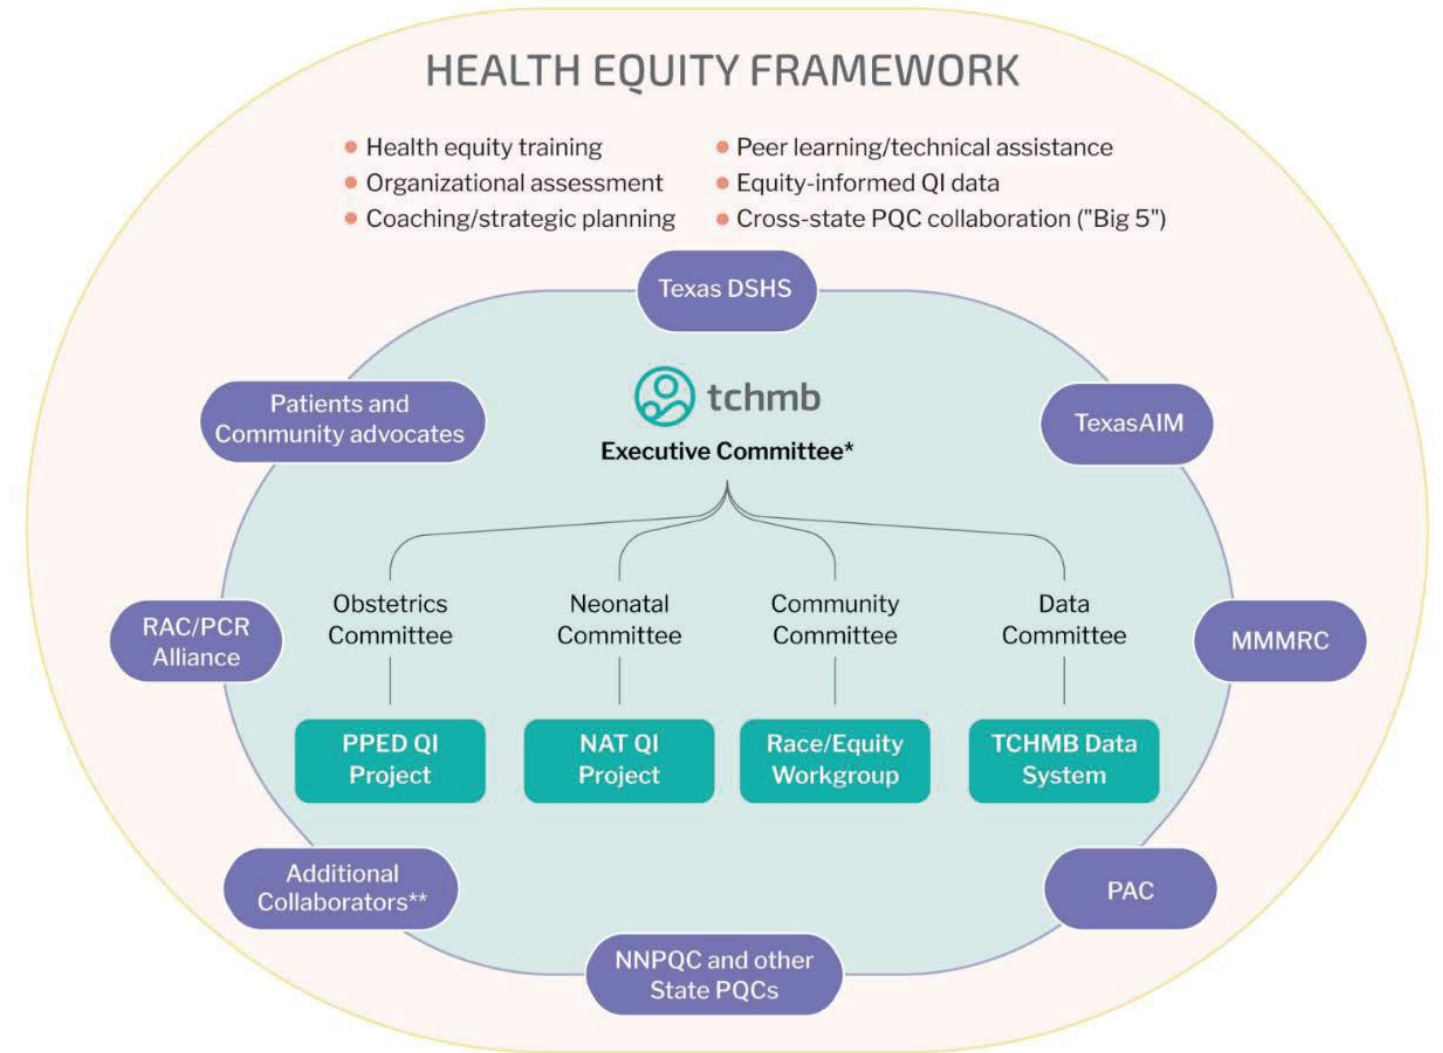 HEALTH EQUITY FRAMEWORK
Health equity training
Organizational assessment
Coaching/strategic planning
Peer learning/technical assistance
Equity-informed QI data
Cross-state PQC collaboration ("Big 5")
Texas DSHS
Patients and
Community advocates
tchmb
Executive Committee*
TexasAIM
RAC/PCR
Alliance
Obstetrics
Committee
Neonatal
Committee
Community
Committee
Data
Committee
MMMRC
PPED QI
Project
NAT QI
Project
Race/Equity
Workgroup
TCHMB Data
System
Additional
Collaborators**
PAC
NNPQC and other
State PQCs